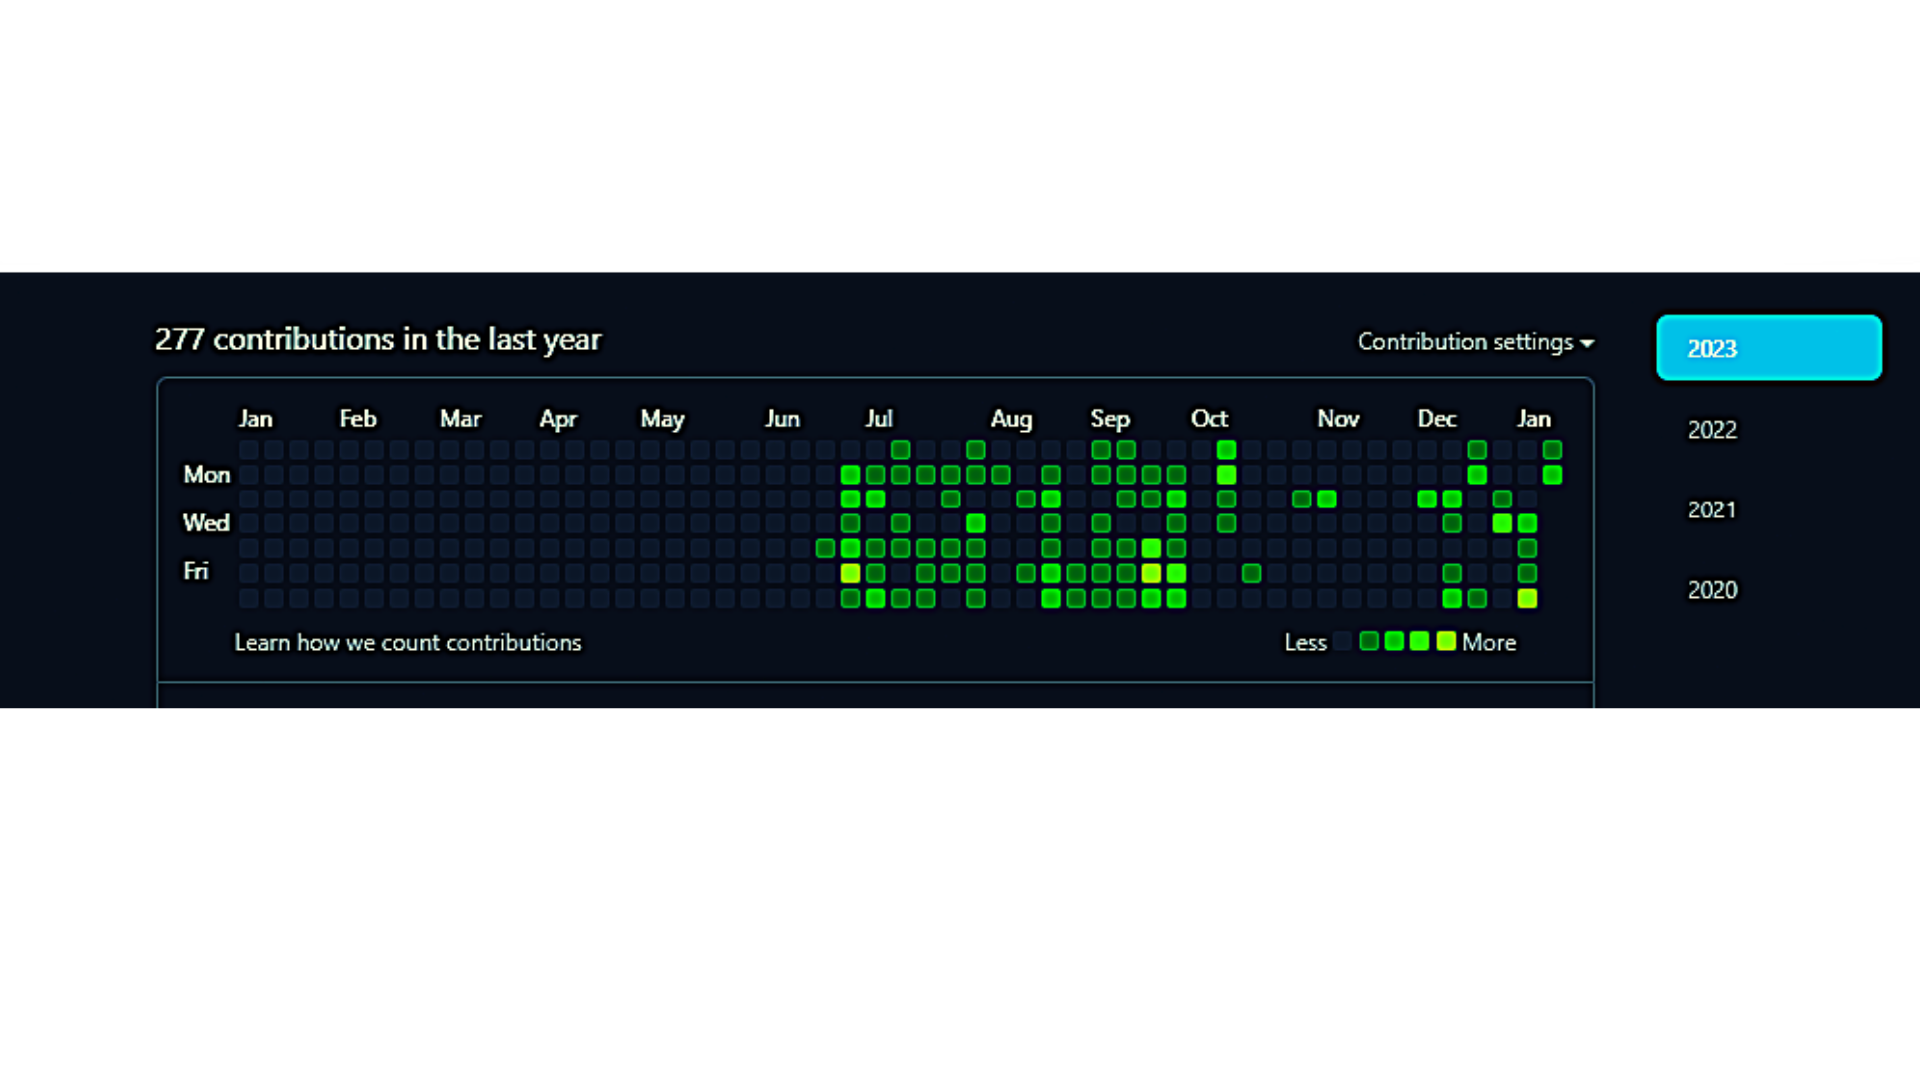 277 contributions in the last year
Contribution settings
2023
Jan Feb Mar Apr May Jun Jul Aug Sep Oct Nov Dec Jan
2022
Mon
2021
Wed
Fri
2020
Learn how we count contributions
Less More